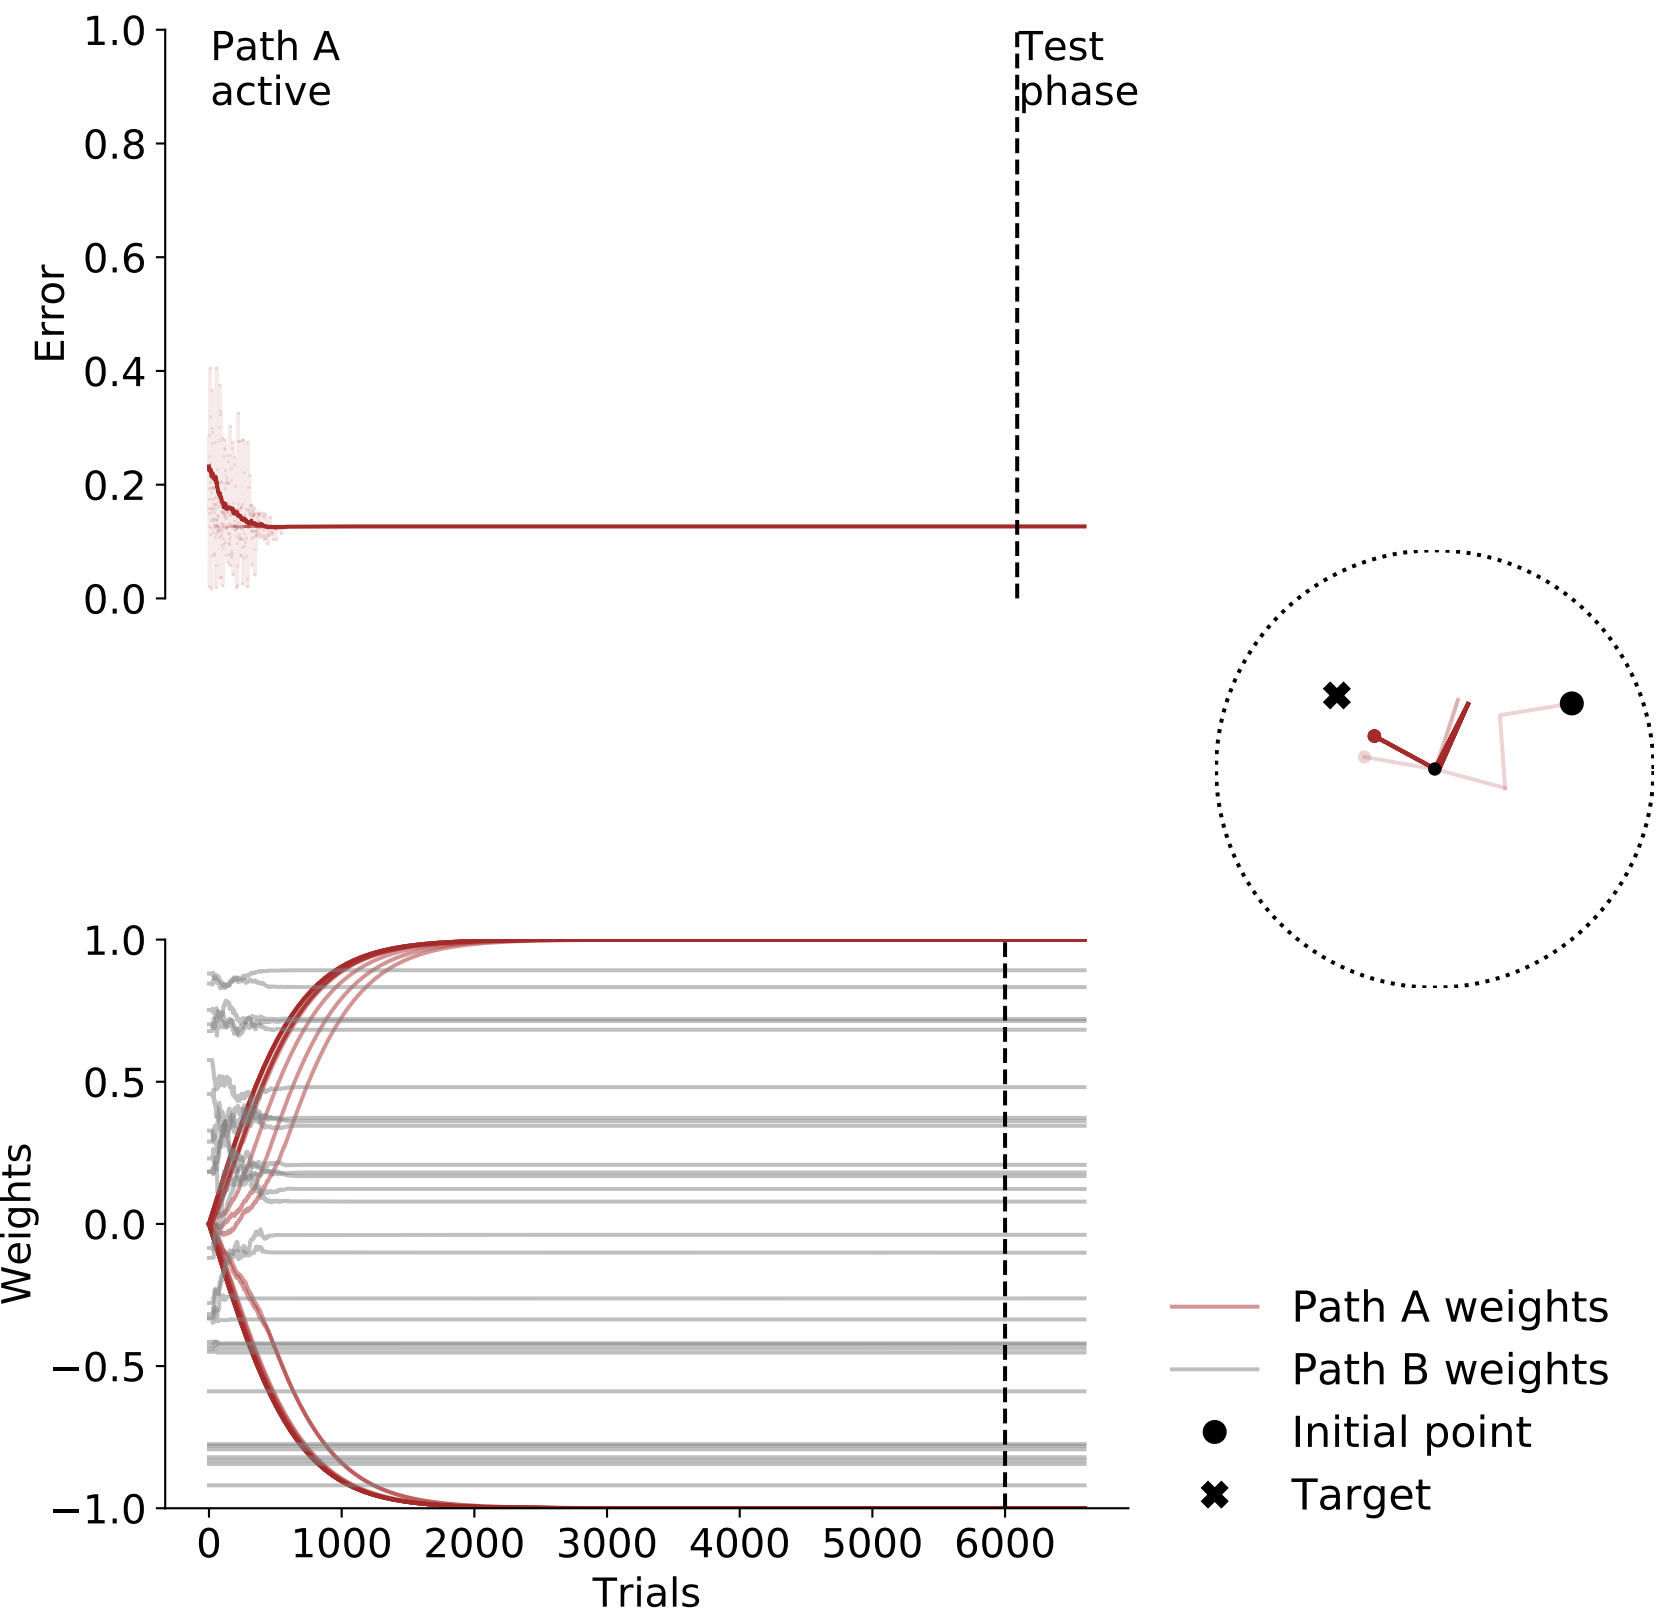 1.0
Path A
active
Test
phase
0.8
0.6
0.4
0.2
0.0
Error
1.0
0.5
0.0
−0.5
−1.0
Weights
0 1000 2000 3000 4000 5000 6000
Trials
Path A weights
Path B weights
Initial point
Target